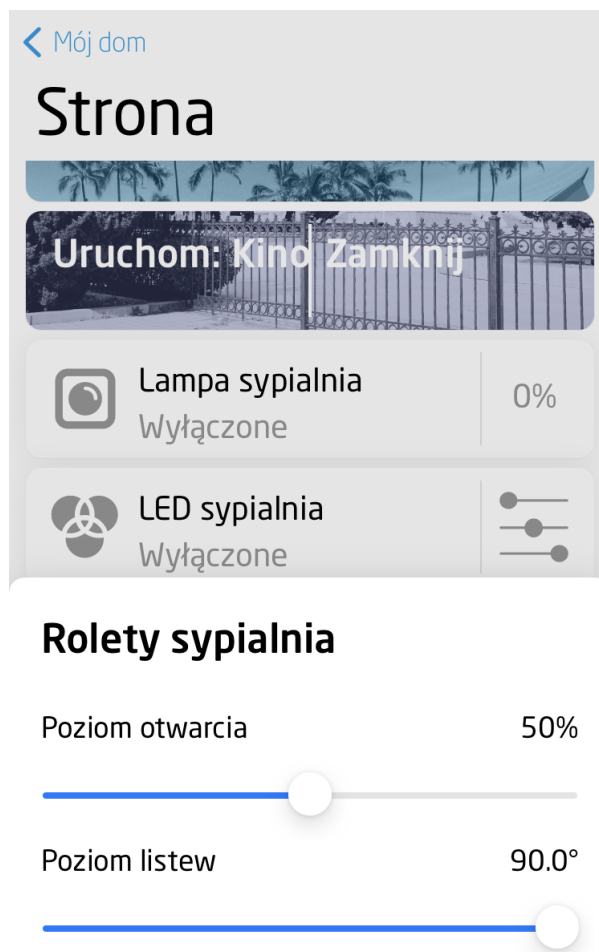 Mój dom
Strona
Uruchom: Kino Zamknij
Lampa sypialnia
Wyłączone
0%
LED sypialnia
Wyłączone
Rolety sypialnia
Poziom otwarcia 50%
Poziom listew 90.0°